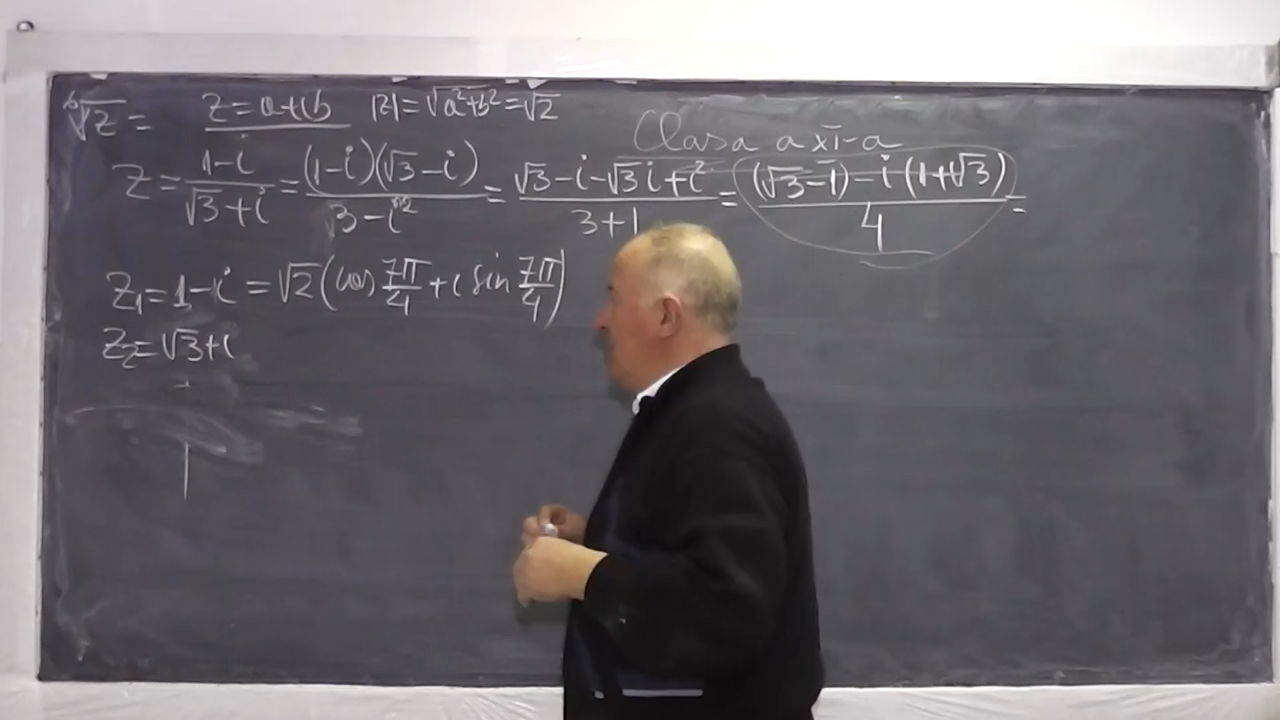 ⁶√z = z=a+ib |z|=√a²+b²=√2
Clasa a XI-a
z = 1-i/√3+i = (1-i)(√3-i)/3-i² = √3-i-√3i+i²/3+1 = (√3-1)-i(1+√3)/4 =
z₁=1-i=√2(cos 7π/4 + i sin 7π/4)
z₂=√3+i